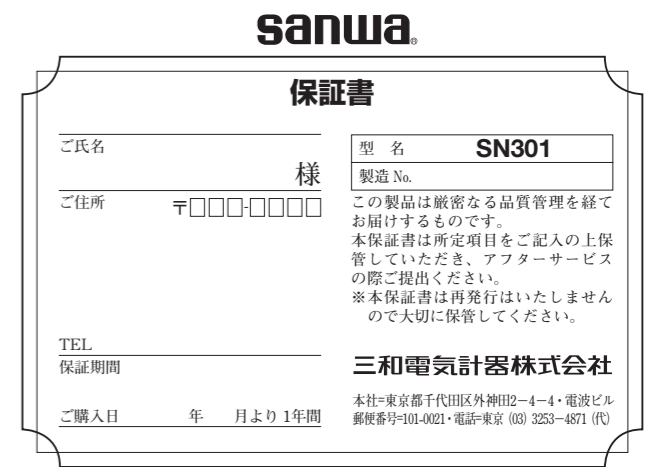 sanwa®
保証書
ご氏名
様
ご住所 〒□□□-□□□□
TEL
保証期間
ご購入日 年 月より1年間
型 名 SN301
製造 No.
この製品は厳密なる品質管理を経て
お届けするものです。
本保証書は所定項目をご記入の上保
管していただき、アフターサービス
の際ご提出ください。
※本保証書は再発行はいたしません
ので大切に保管してください。
三和電気計器株式会社
本社=東京都千代田区外神田2-4-4・電波ビル
郵便番号=101-0021・電話=東京 (03) 3253-4871 (代)